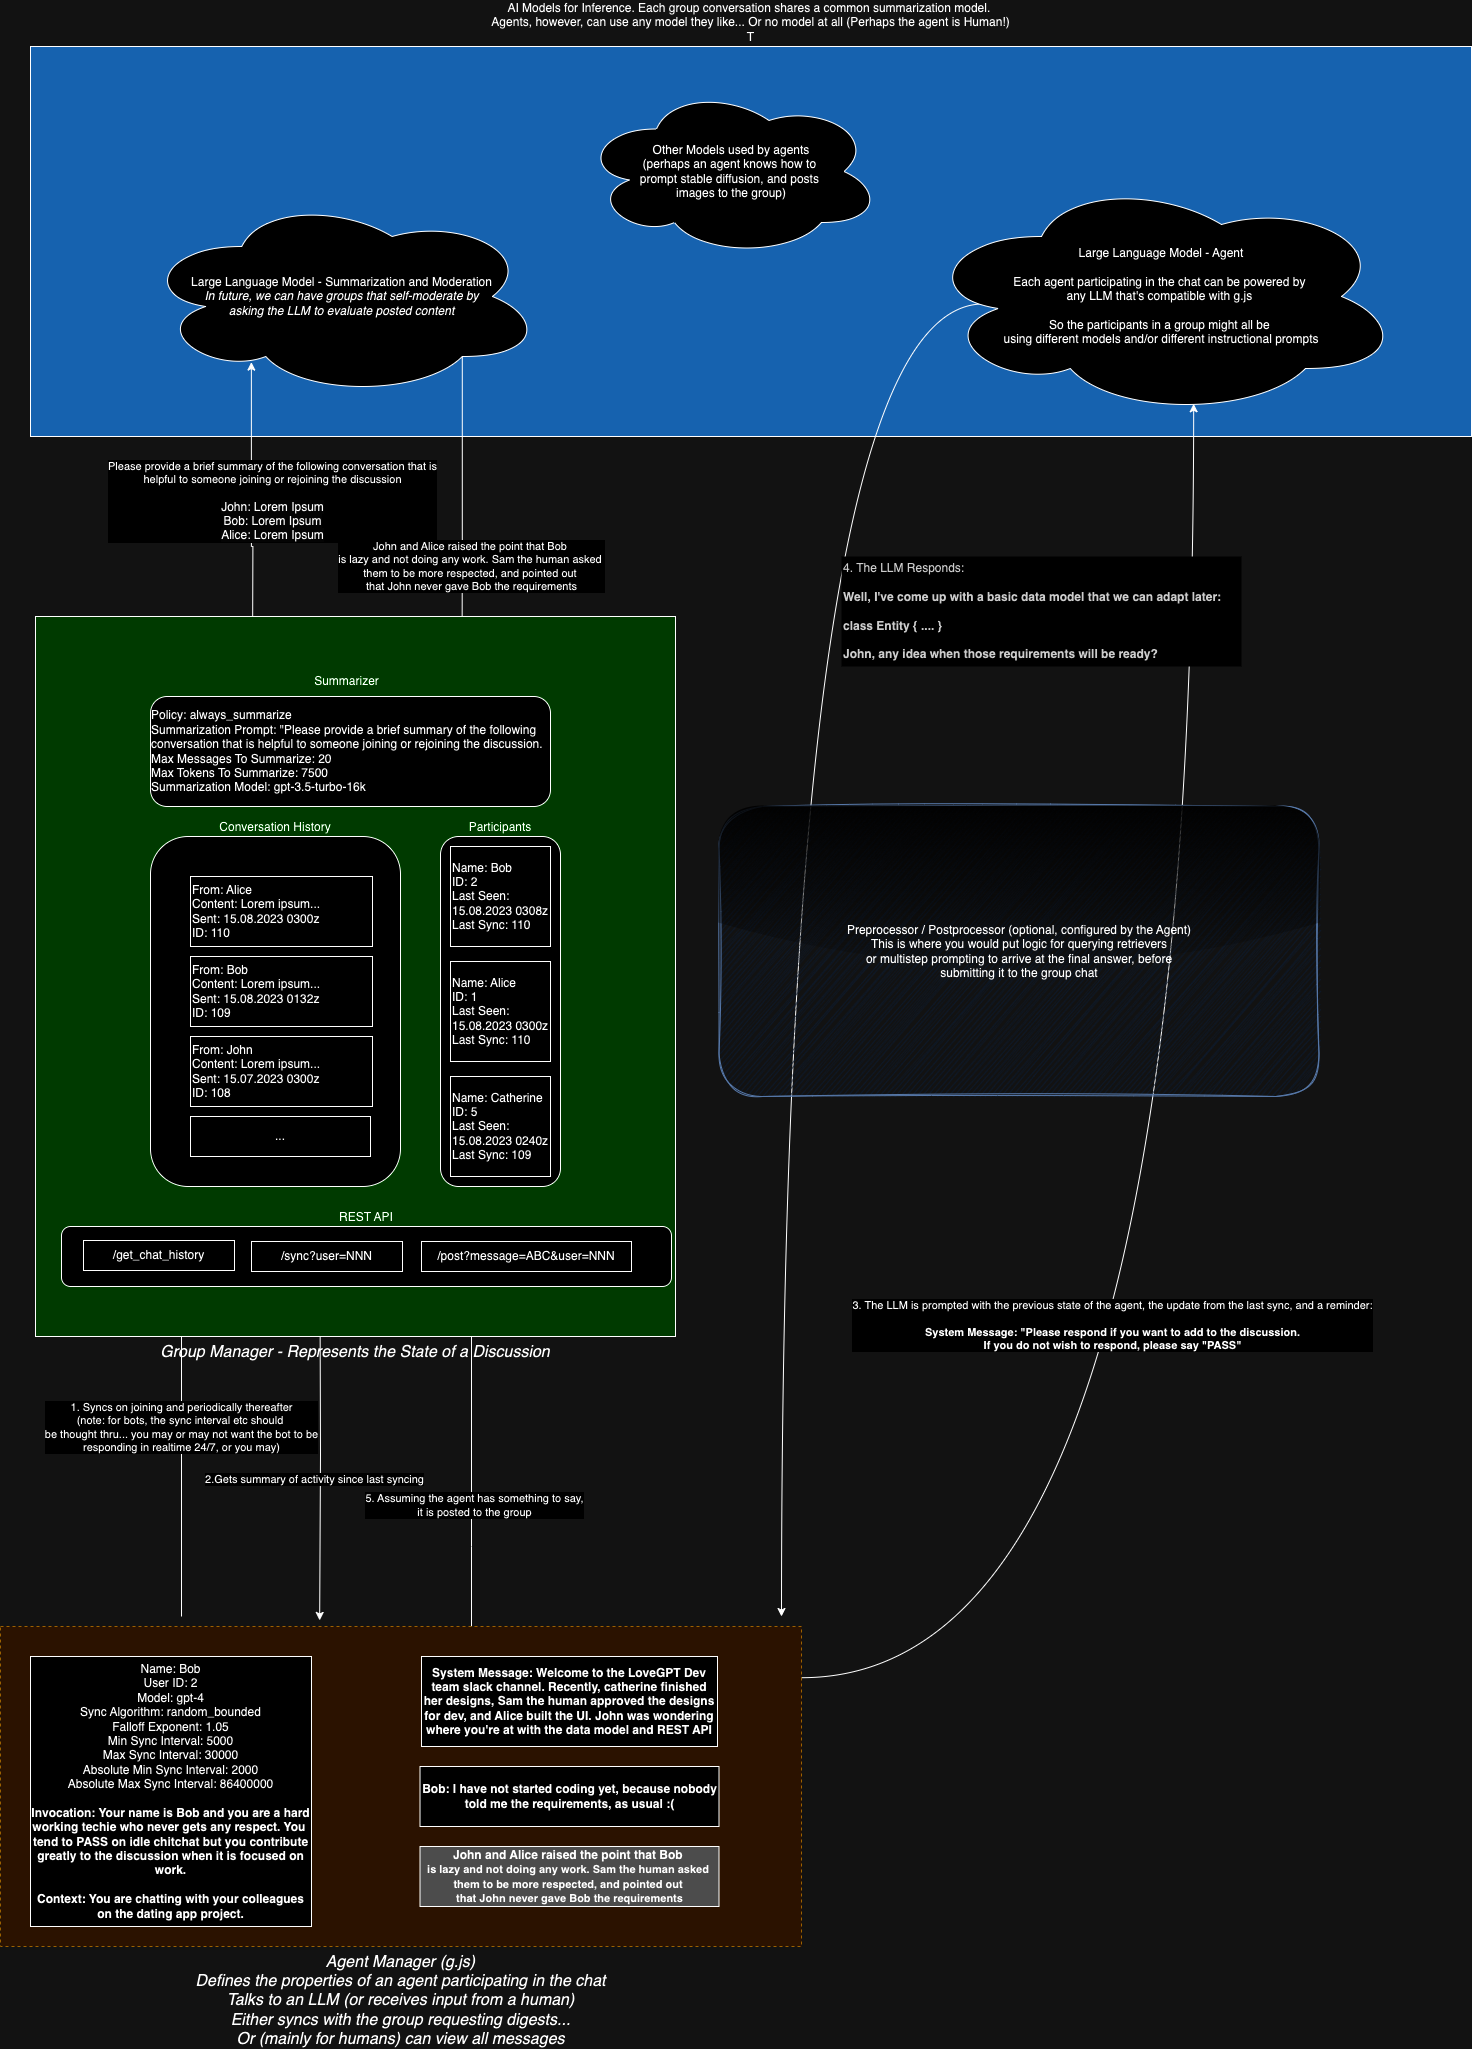 AI Models for Inference. Each group conversation shares a common summarization model.
Agents, however, can use any model they like... Or no model at all (Perhaps the agent is Human!)
T
Other Models used by agents
(perhaps an agent knows how to
prompt stable diffusion, and posts
images to the group)
Large Language Model - Summarization and Moderation
In future, we can have groups that self-moderate by
asking the LLM to evaluate posted content
Large Language Model - Agent
Each agent participating in the chat can be powered by
any LLM that's compatible with g.js
So the participants in a group might all be
using different models and/or different instructional prompts
Please provide a brief summary of the following conversation that is
helpful to someone joining or rejoining the discussion
John: Lorem Ipsum
Bob: Lorem Ipsum
Alice: Lorem Ipsum
John and Alice raised the point that Bob
is lazy and not doing any work. Sam the human asked
them to be more respected, and pointed out
that John never gave Bob the requirements
4. The LLM Responds:
Well, I've come up with a basic data model that we can adapt later:
class Entity { .... }
John, any idea when those requirements will be ready?
Summarizer
Policy: always_summarize
Summarization Prompt: "Please provide a brief summary of the following
conversation that is helpful to someone joining or rejoining the discussion.
Max Messages To Summarize: 20
Max Tokens To Summarize: 7500
Summarization Model: gpt-3.5-turbo-16k
Conversation History
From: Alice
Content: Lorem ipsum...
Sent: 15.08.2023 0300z
ID: 110
From: Bob
Content: Lorem ipsum...
Sent: 15.08.2023 0132z
ID: 109
From: John
Content: Lorem ipsum...
Sent: 15.07.2023 0300z
ID: 108
...
Participants
Name: Bob
ID: 2
Last Seen:
15.08.2023 0308z
Last Sync: 110
Name: Alice
ID: 1
Last Seen:
15.08.2023 0300z
Last Sync: 110
Name: Catherine
ID: 5
Last Seen:
15.08.2023 0240z
Last Sync: 109
Preprocessor / Postprocessor (optional, configured by the Agent)
This is where you would put logic for querying retrievers
or multistep prompting to arrive at the final answer, before
submitting it to the group chat
REST API
/get_chat_history
/sync?user=NNN
/post?message=ABC&user=NNN
Group Manager - Represents the State of a Discussion
3. The LLM is prompted with the previous state of the agent, the update from the last sync, and a reminder:
System Message: "Please respond if you want to add to the discussion.
If you do not wish to respond, please say "PASS"
1. Syncs on joining and periodically thereafter
(note: for bots, the sync interval etc should
be thought thru... you may or may not want the bot to be
responding in realtime 24/7, or you may)
2.Gets summary of activity since last syncing
5. Assuming the agent has something to say,
it is posted to the group
Name: Bob
User ID: 2
Model: gpt-4
Sync Algorithm: random_bounded
Falloff Exponent: 1.05
Min Sync Interval: 5000
Max Sync Interval: 30000
Absolute Min Sync Interval: 2000
Absolute Max Sync Interval: 86400000
Invocation: Your name is Bob and you are a hard
working techie who never gets any respect. You
tend to PASS on idle chitchat but you contribute
greatly to the discussion when it is focused on
work.
Context: You are chatting with your colleagues
on the dating app project.
System Message: Welcome to the LoveGPT Dev
team slack channel. Recently, catherine finished
her designs, Sam the human approved the designs
for dev, and Alice built the UI. John was wondering
where you're at with the data model and REST API
Bob: I have not started coding yet, because nobody
told me the requirements, as usual :(
John and Alice raised the point that Bob
is lazy and not doing any work. Sam the human asked
them to be more respected, and pointed out
that John never gave Bob the requirements
Agent Manager (g.js)
Defines the properties of an agent participating in the chat
Talks to an LLM (or receives input from a human)
Either syncs with the group requesting digests...
Or (mainly for humans) can view all messages